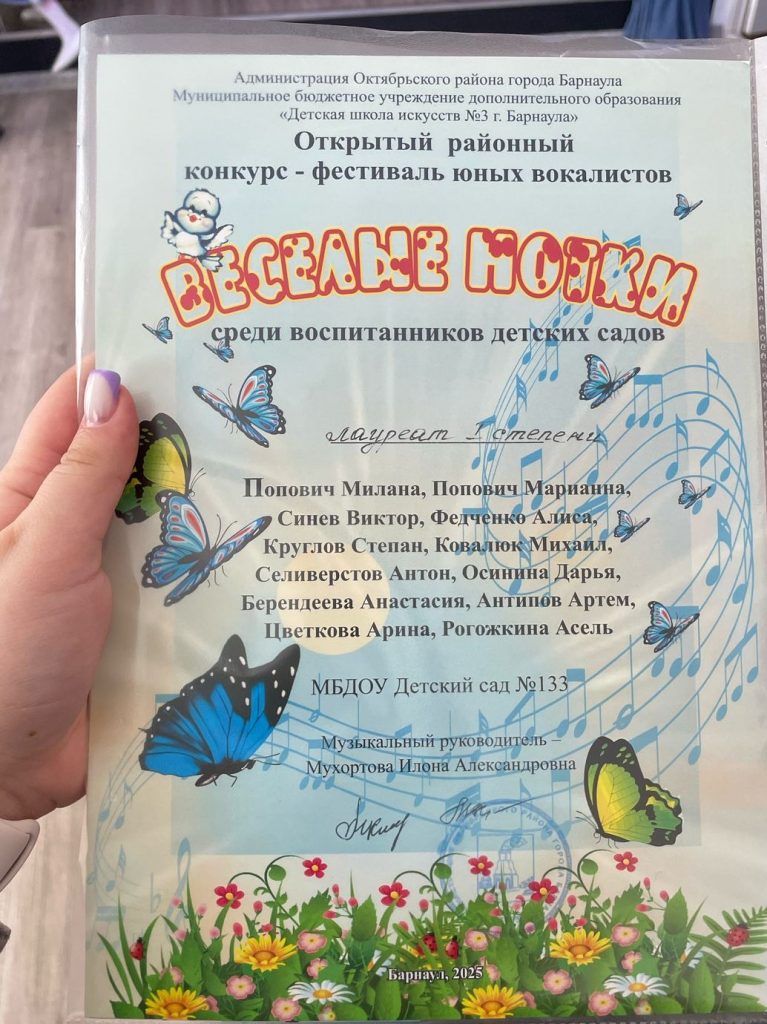 Администрация Октябрьского района города Барнаула
Муниципальное бюджетное учреждение дополнительного образования
«Детская школа искусств №3 г. Барнаула»
Открытый районный
конкурс - фестиваль юных вокалистов
ВЕСЕЛЫЕ НОТКИ
среди воспитанников детских садов
лауреат I степени
Попович Милана, Попович Марианна,
Синев Виктор, Федченко Алиса,
Круглов Степан, Ковалюк Михаил,
Селиверстов Антон, Осинина Дарья,
Берендеева Анастасия, Антипов Артем,
Цветкова Арина, Рогожкина Асель
МБДОУ Детский сад №133
Музыкальный руководитель –
Мухортова Илона Александровна
Барнаул, 2025